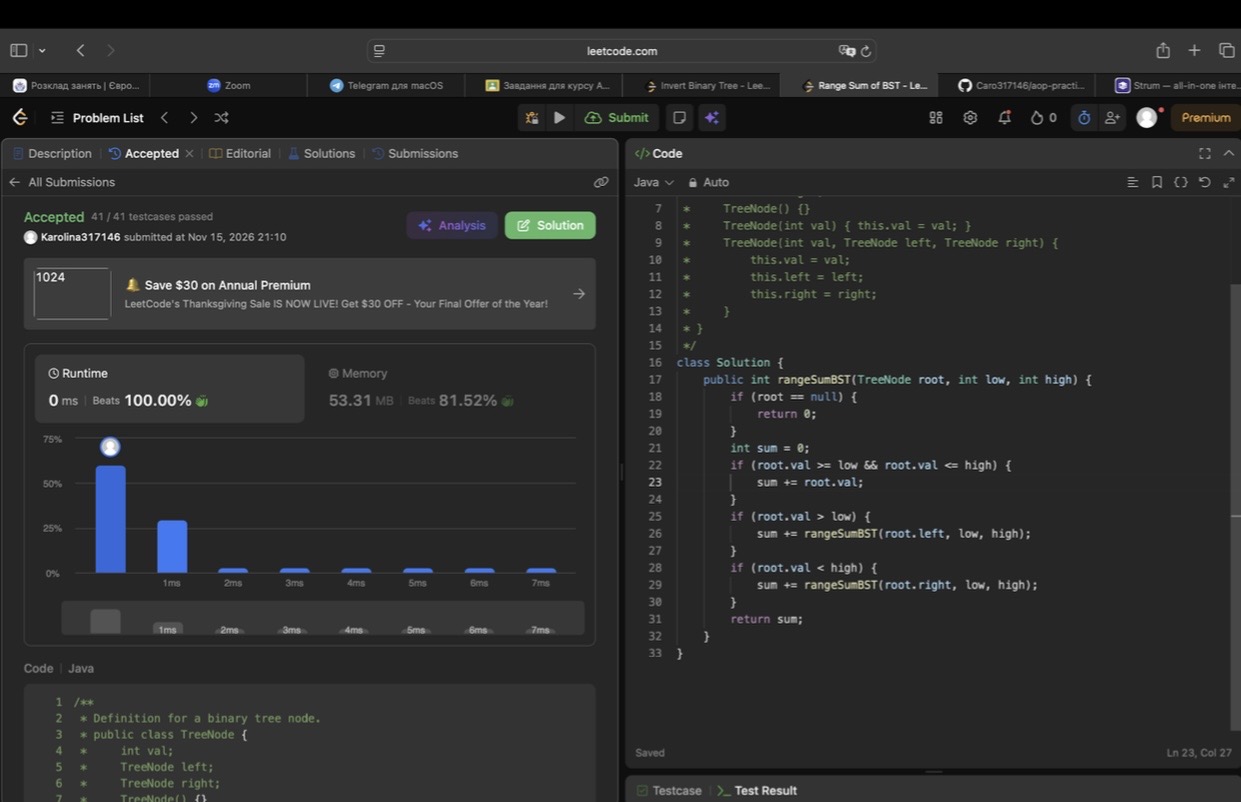 leetcode.com
Розклад занять | Євро...
Zoom
Telegram для macOS
Завдання для курсу А...
Invert Binary Tree - Lee...
Range Sum of BST - Le...
Caro317146/aop-practi...
Strum — all-in-one інте...
Problem List
Submit
0
Premium
Description
Accepted
Editorial
Solutions
Submissions
All Submissions
Accepted 41 / 41 testcases passed
Karolina317146 submitted at Nov 15, 2026 21:10
Analysis
Solution
1024
Save $30 on Annual Premium
LeetCode's Thanksgiving Sale IS NOW LIVE! Get $30 OFF - Your Final Offer of the Year!
Runtime
0 ms | Beats 100.00%
Memory
53.31 MB | Beats 81.52%
75%
50%
25%
0%
1ms 2ms 3ms 4ms 5ms 6ms 7ms
1ms 2ms 3ms 4ms 5ms 6ms 7ms
Code | Java
1 /**
2 * Definition for a binary tree node.
3 * public class TreeNode {
4 * int val;
5 * TreeNode left;
6 * TreeNode right;
7 * TreeNode() {}
</> Code
Java
Auto
7 * TreeNode() {}
8 * TreeNode(int val) { this.val = val; }
9 * TreeNode(int val, TreeNode left, TreeNode right) {
10 * this.val = val;
11 * this.left = left;
12 * this.right = right;
13 * }
14 * }
15 */
16 class Solution {
17 public int rangeSumBST(TreeNode root, int low, int high) {
18 if (root == null) {
19 return 0;
20 }
21 int sum = 0;
22 if (root.val >= low && root.val <= high) {
23 sum += root.val;
24 }
25 if (root.val > low) {
26 sum += rangeSumBST(root.left, low, high);
27 }
28 if (root.val < high) {
29 sum += rangeSumBST(root.right, low, high);
30 }
31 return sum;
32 }
33 }
Saved
Ln 23, Col 27
Testcase | >_ Test Result